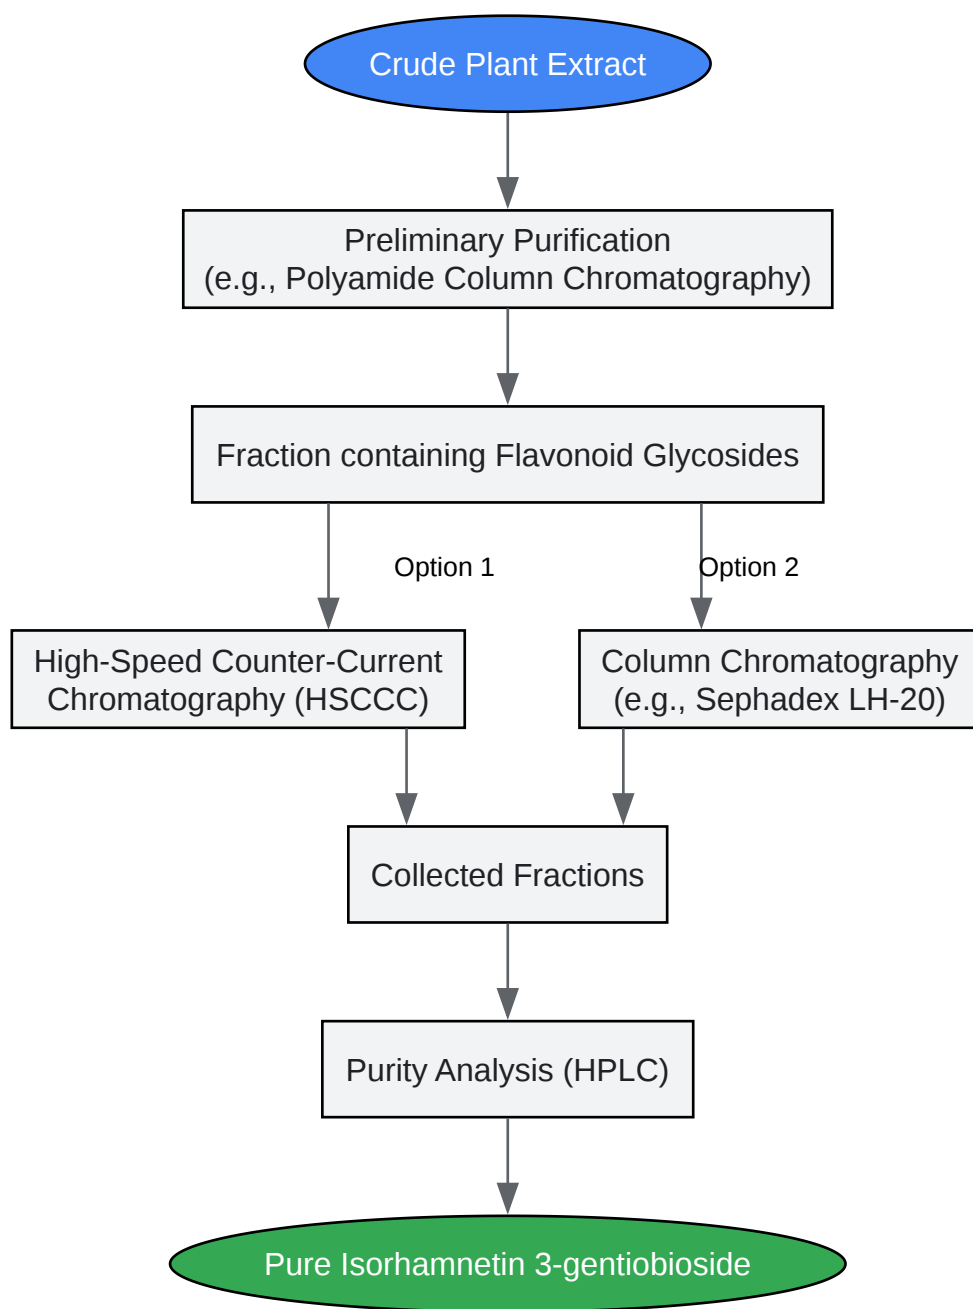 Crude Plant Extract
Preliminary Purification
(e.g., Polyamide Column Chromatography)
Fraction containing Flavonoid Glycosides
Option 1
Option 2
High-Speed Counter-Current
Chromatography (HSCCC)
Column Chromatography
(e.g., Sephadex LH-20)
Collected Fractions
Purity Analysis (HPLC)
Pure Isorhamnetin 3-gentiobioside